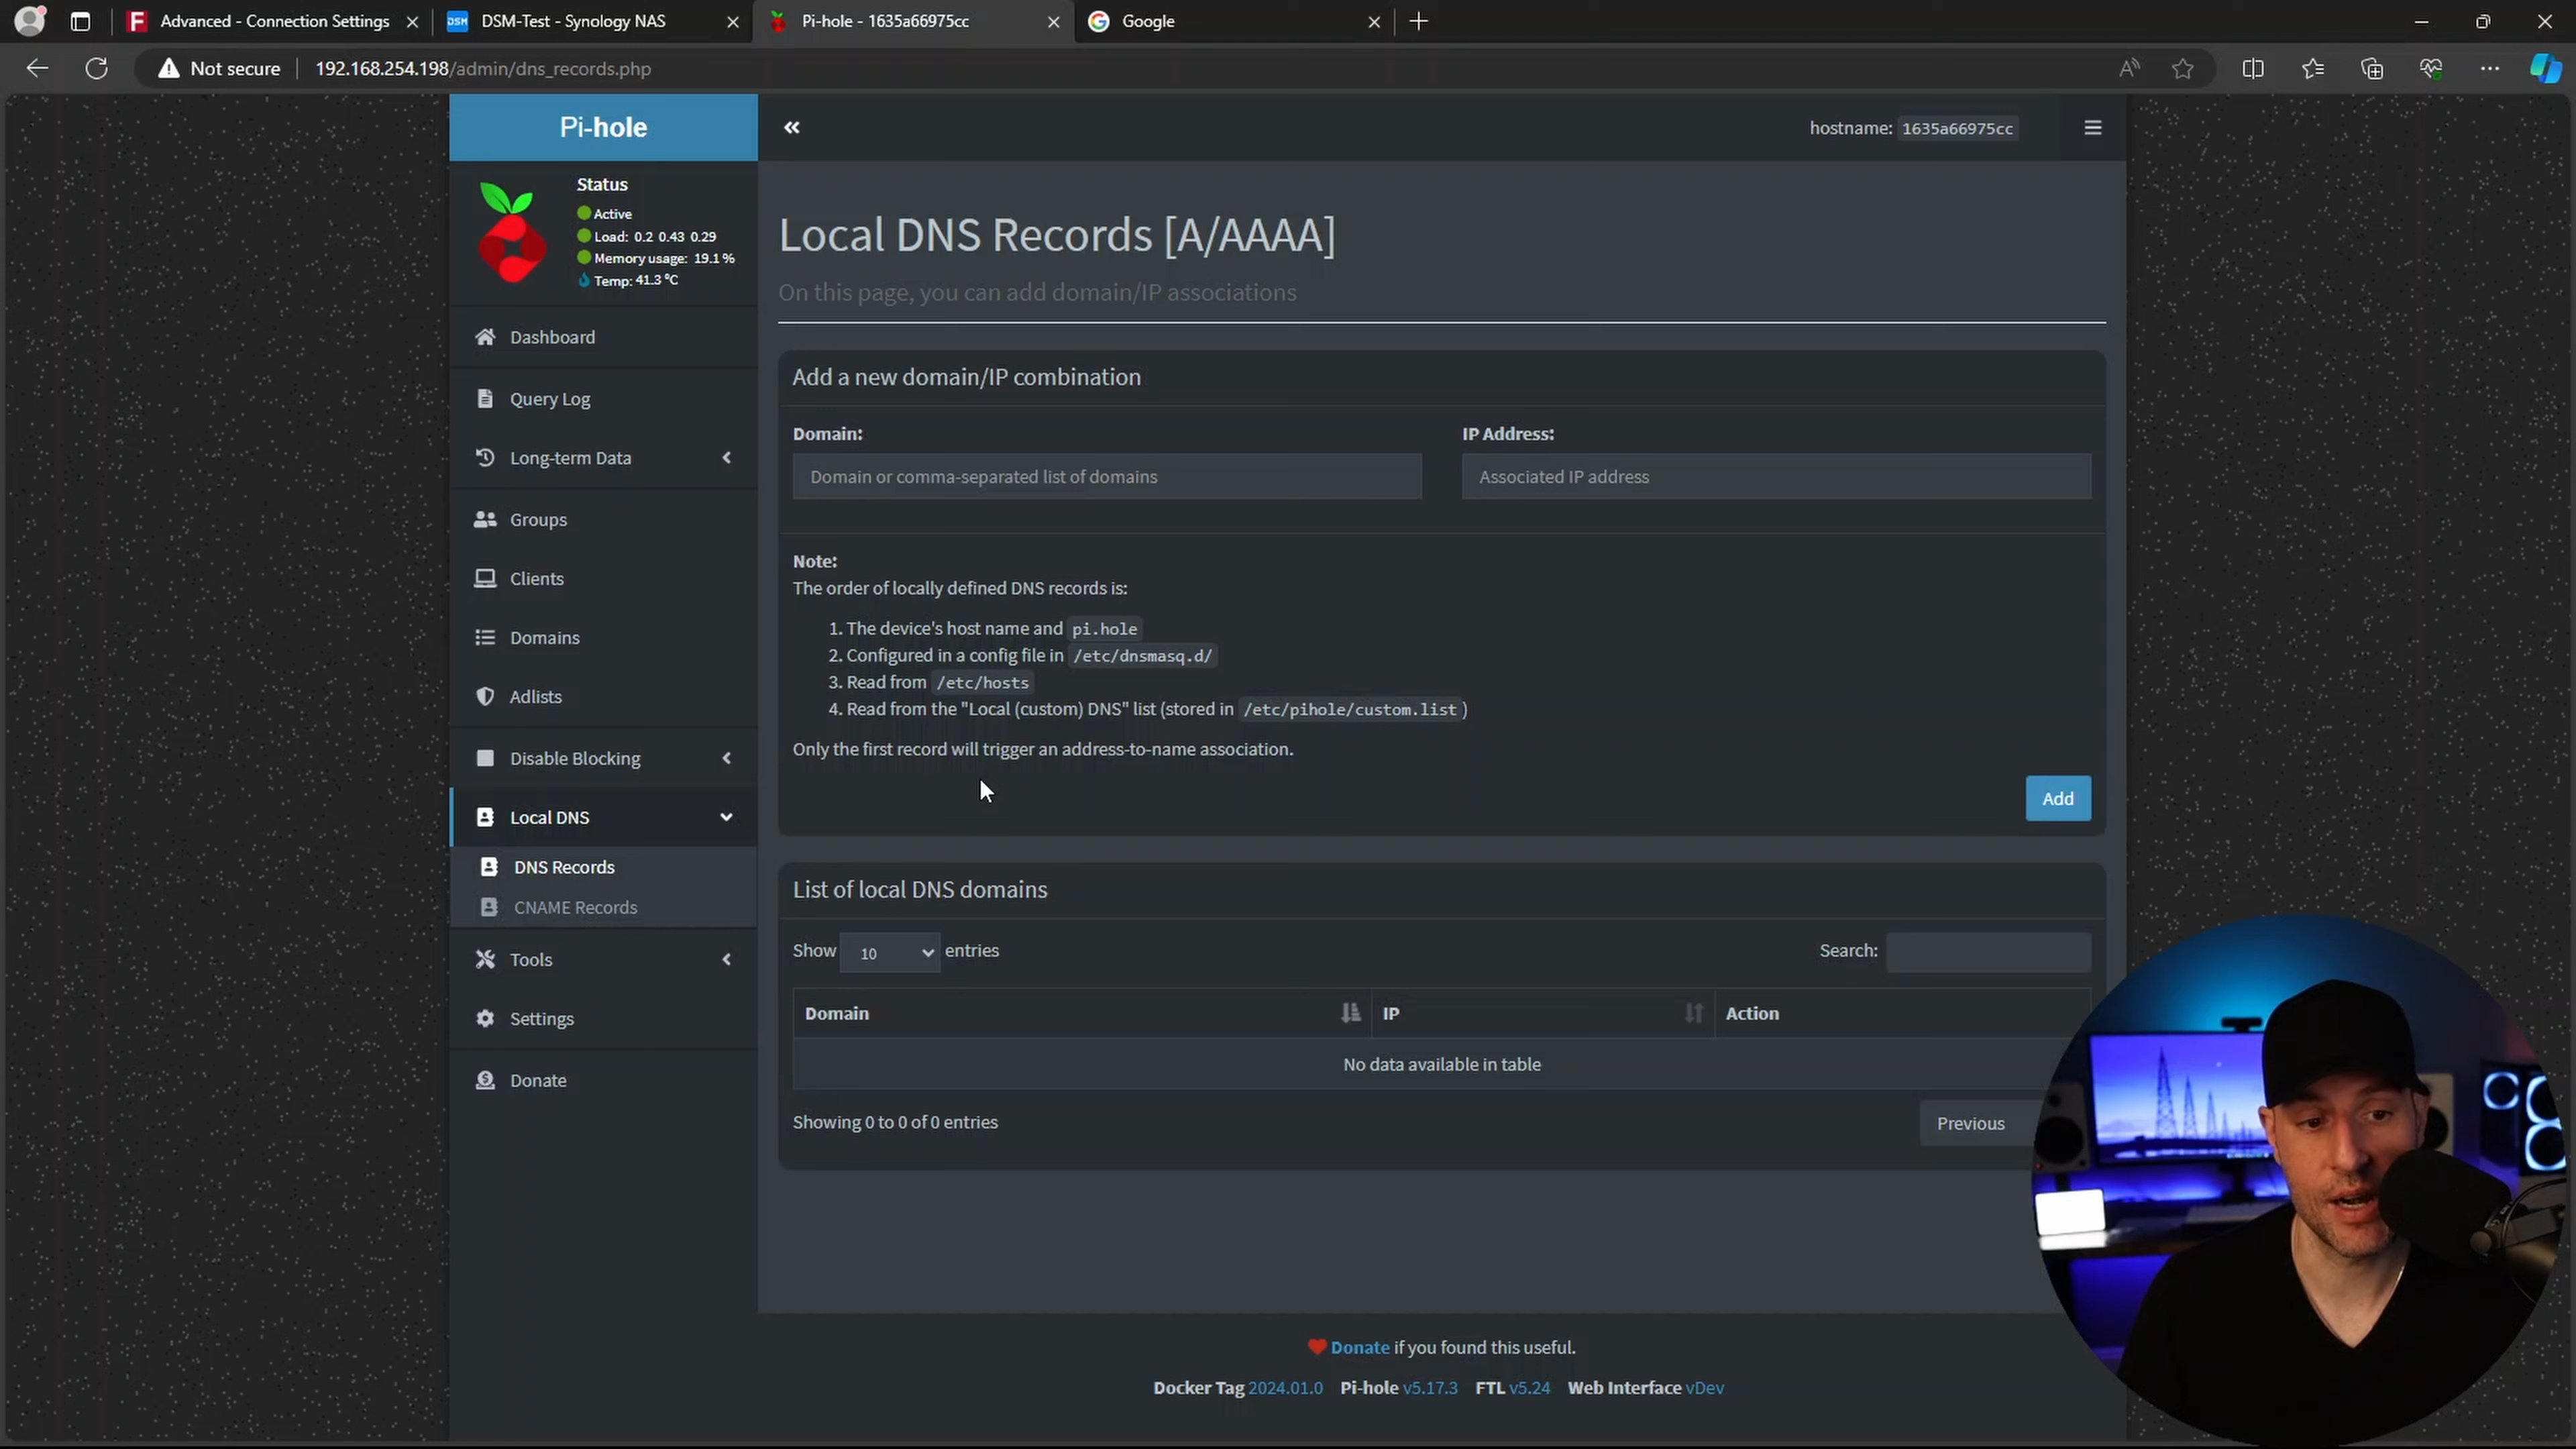 Advanced - Connection Settings
DSM
DSM-Test - Synology NAS
Pi-hole - 1635a66975cc
Google
Not secure
192.168.254.198/admin/dns_records.php
Pi-hole
hostname: 1635a66975cc
Status
Active
Load: 0.2 0.43 0.29
Memory usage: 19.1 %
Temp: 41.3 °C
Dashboard
Query Log
Long-term Data
Groups
Clients
Domains
Adlists
Disable Blocking
Local DNS
DNS Records
CNAME Records
Tools
Settings
Donate
Local DNS Records [A/AAAA]
On this page, you can add domain/IP associations
Add a new domain/IP combination
Domain:
IP Address:
Domain or comma-separated list of domains
Associated IP address
Note:
The order of locally defined DNS records is:
1. The device's host name and pi.hole
2. Configured in a config file in /etc/dnsmasq.d/
3. Read from /etc/hosts
4. Read from the "Local (custom) DNS" list (stored in /etc/pihole/custom.list )
Only the first record will trigger an address-to-name association.
Add
List of local DNS domains
Show 10 entries
Search:
Domain IP Action
No data available in table
Showing 0 to 0 of 0 entries
Previous
Donate if you found this useful.
Docker Tag 2024.01.0 Pi-hole v5.17.3 FTL v5.24 Web Interface vDev